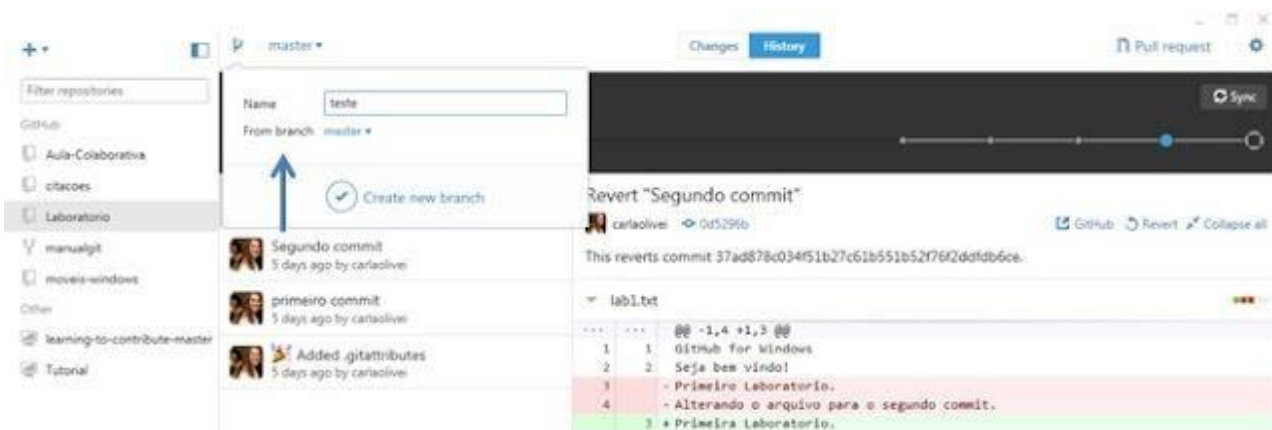 master
Changes
History
Pull request
Filter repositories
GitHub
Aula-Colaborativa
citacoes
Laboratorio
manualgit
moveis-windows
Other
learning-to-contribute-master
Tutorial
Name teste
From branch master
Create new branch
Segundo commit
5 days ago by carlaolivei
primeiro commit
5 days ago by carlaolivei
Added .gitattributes
5 days ago by carlaolivei
Sync
Revert "Segundo commit"
carlaolivei 0d5296b
GitHub Revert Collapse all
This reverts commit 37ad878c034f51b27c61b551b52f76f2ddfdb6ce.
lab1.txt
... ... @@ -1,4 +1,3 @@
1 1 GitHub for Windows
2 2 Seja bem vindo!
3 - Primeiro Laboratorio.
4 - Alterando o arquivo para o segundo commit.
3 + Primeira Laboratorio.